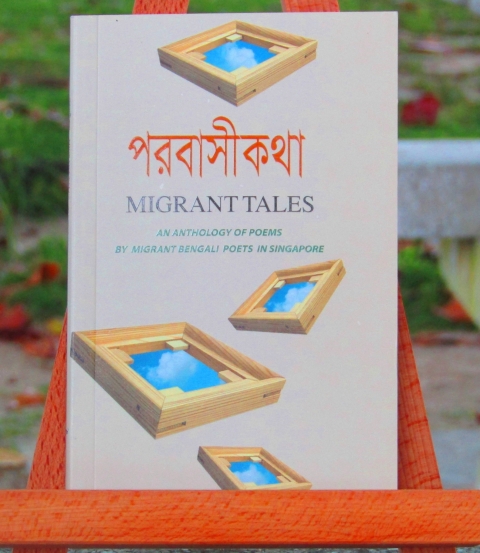 পরবাসীকথা
MIGRANT TALES
AN ANTHOLOGY OF POEMS
BY MIGRANT BENGALI POETS IN SINGAPORE